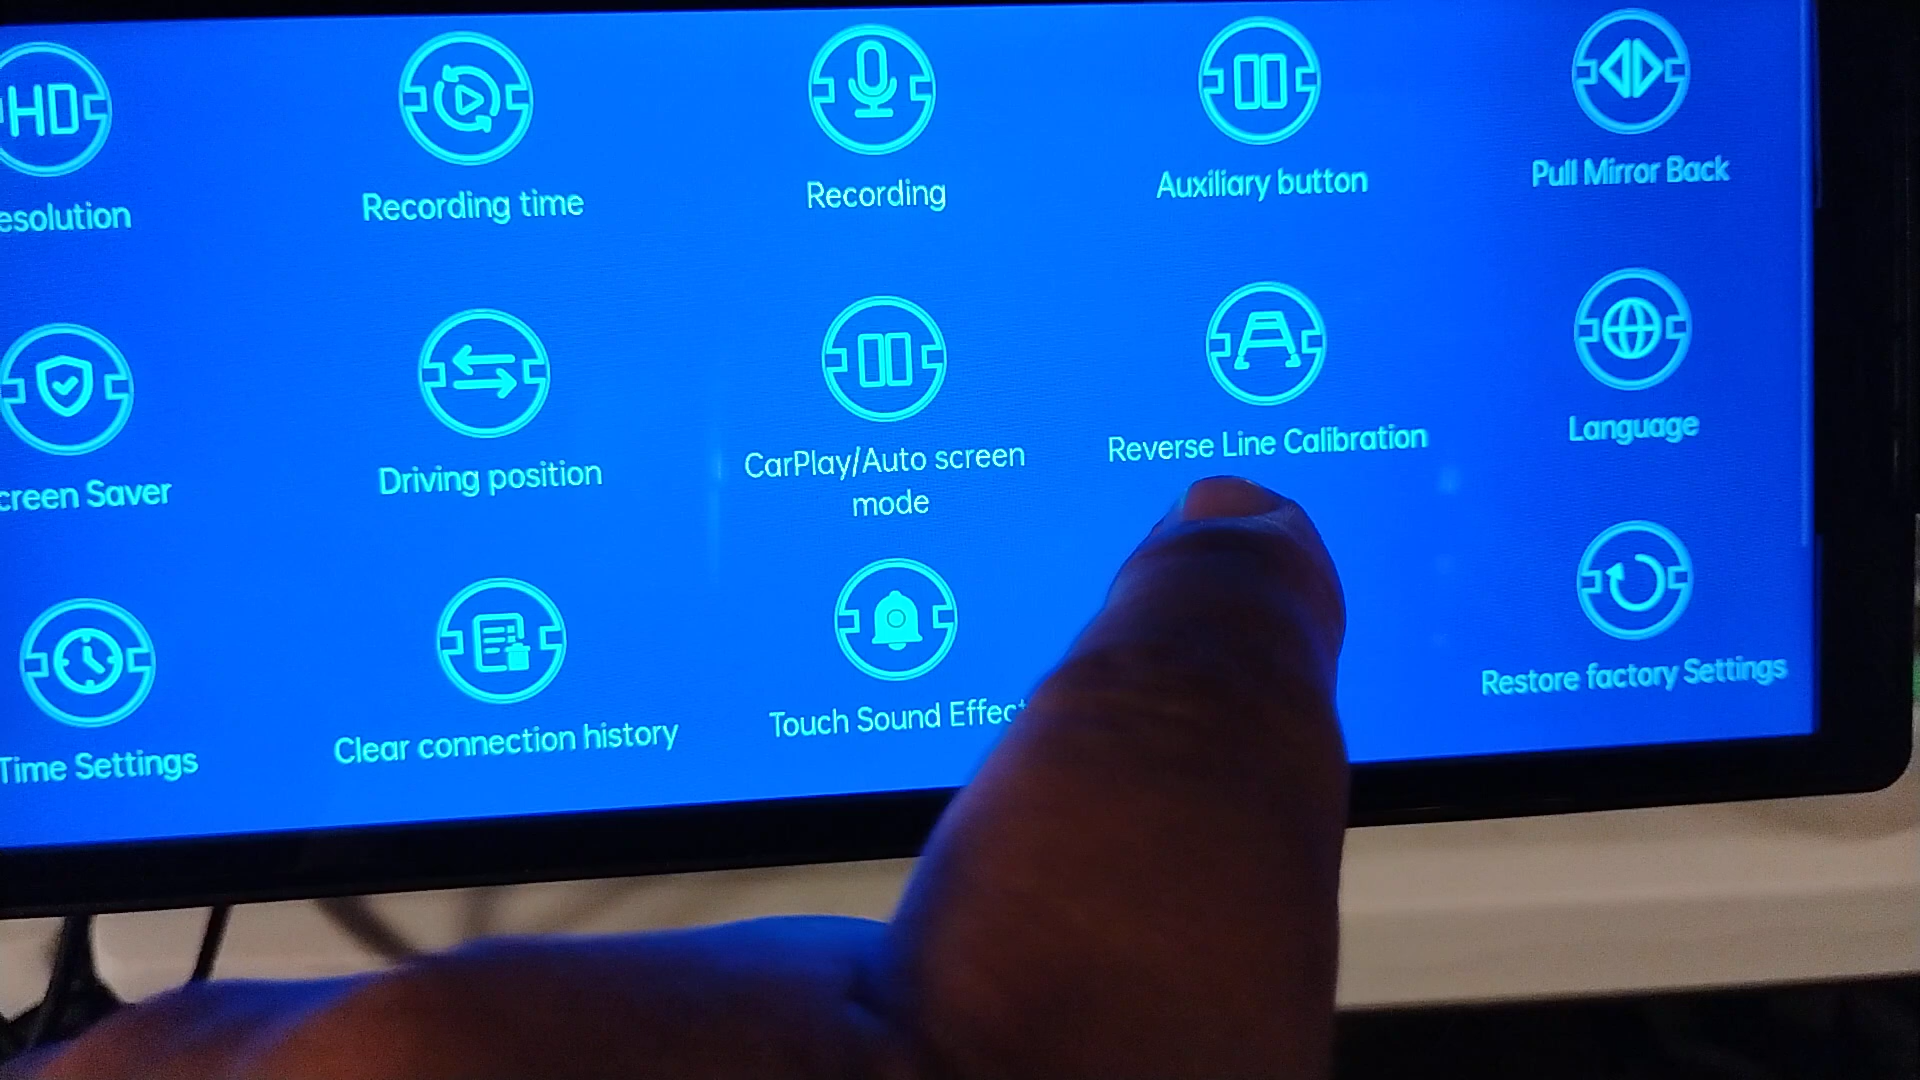 HD
esolution
Recording time
Recording
Auxiliary button
Pull Mirror Back
creen Saver
Driving position
CarPlay/Auto screen
mode
Reverse Line Calibration
Language
Time Settings
Clear connection history
Touch Sound Effect
Restore factory Settings